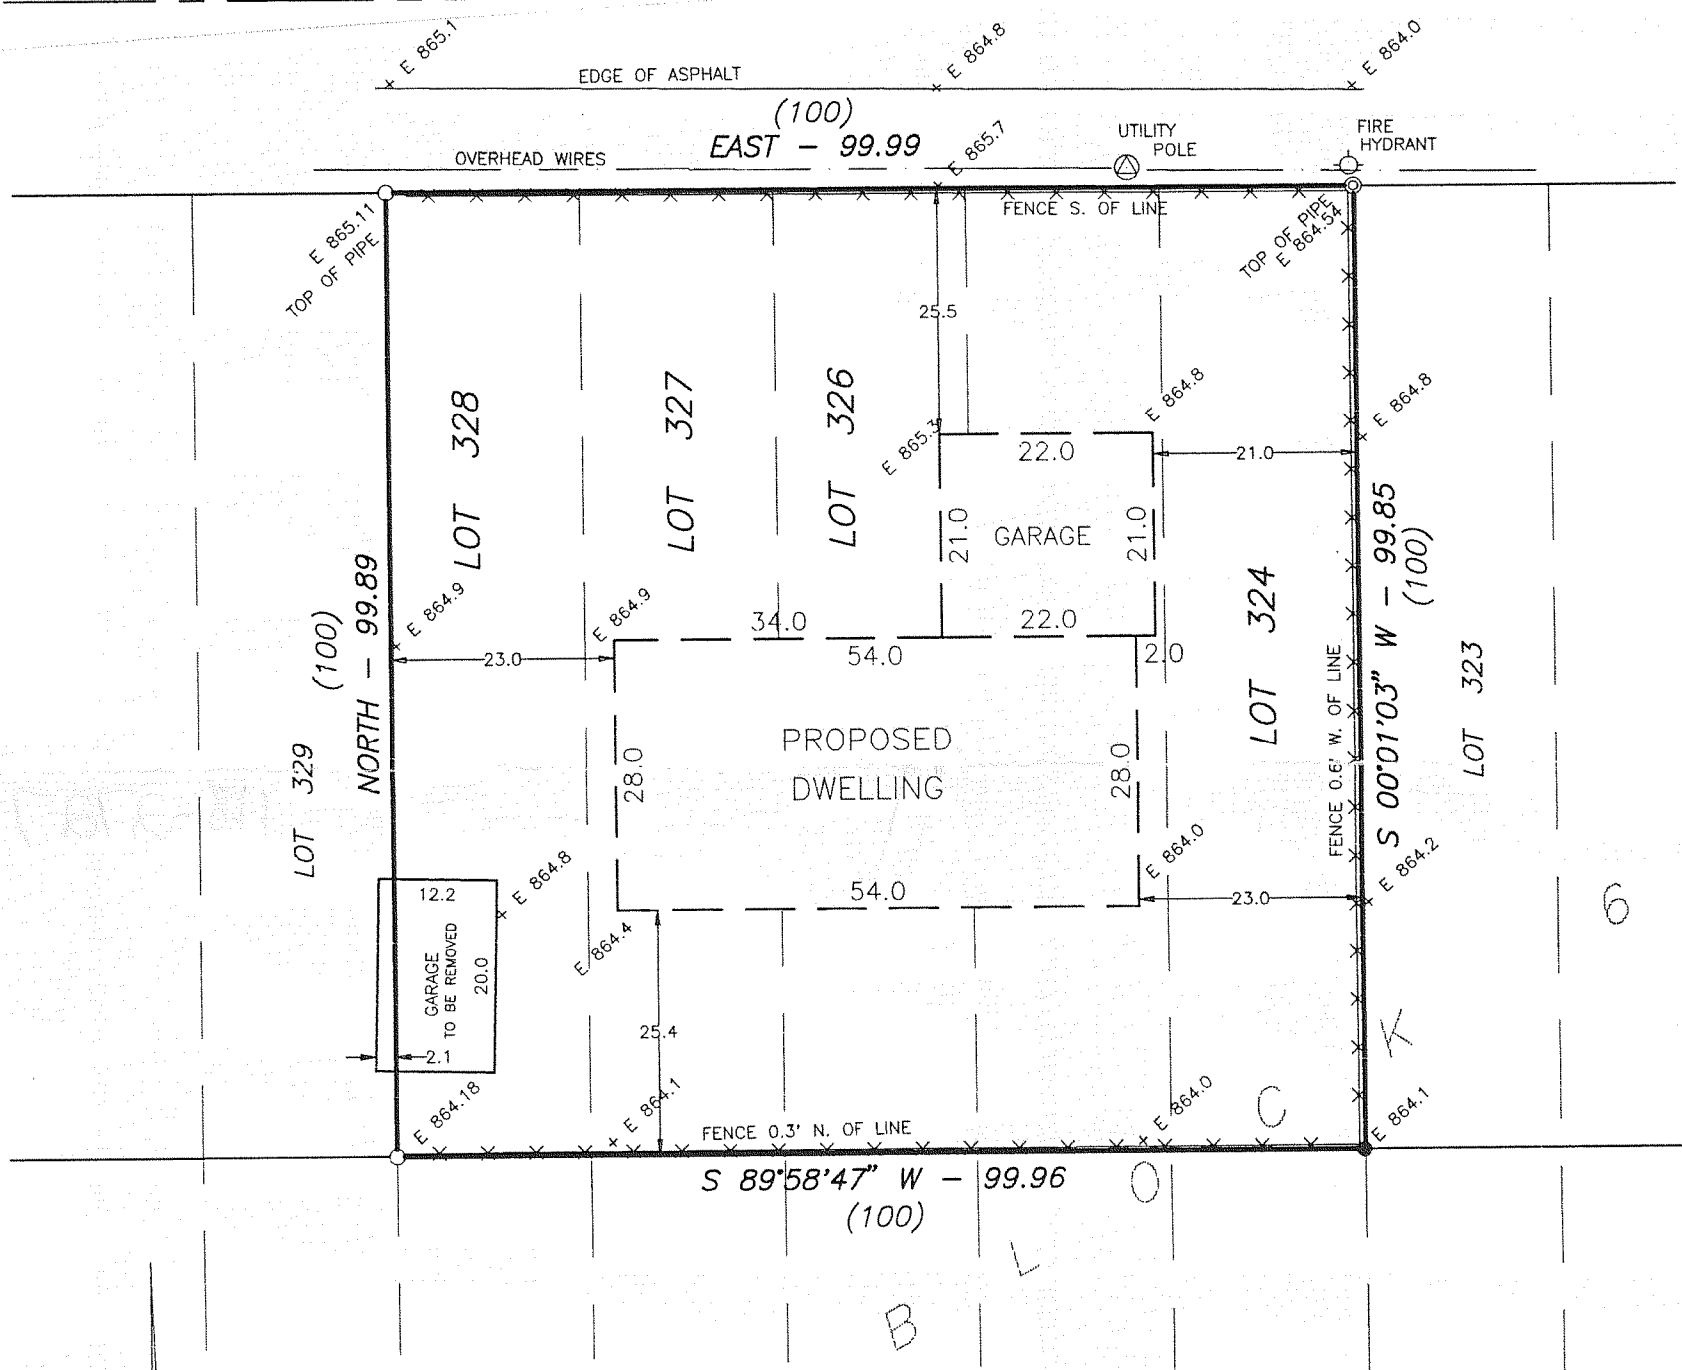 E 865.1
E 864.8
E 864.0
EDGE OF ASPHALT
(100)
EAST - 99.99
E 865.7
UTILITY
POLE
FIRE
HYDRANT
OVERHEAD WIRES
FENCE S. OF LINE
E 865.11
TOP OF PIPE
TOP OF PIPE
E 864.54
25.5
LOT 328
LOT 327
LOT 326
E 865.3
E 864.8
E 864.8
22.0
21.0
21.0
GARAGE
21.0
S 00°01'03" W - 99.85
(100)
NORTH - 99.89
(100)
E 864.9
E 864.9
34.0
22.0
54.0
2.0
23.0
LOT 324
LOT 323
LOT 329
PROPOSED
DWELLING
28.0
28.0
FENCE 0.6' W. OF LINE
E 864.0
E 864.2
54.0
23.0
12.2
GARAGE
TO BE REMOVED
20.0
2.1
E 864.8
E 864.4
25.4
E 864.18
E 864.1
E 864.0
E 864.1
FENCE 0.3' N. OF LINE
S 89°58'47" W - 99.96
(100)
BLOCK 6